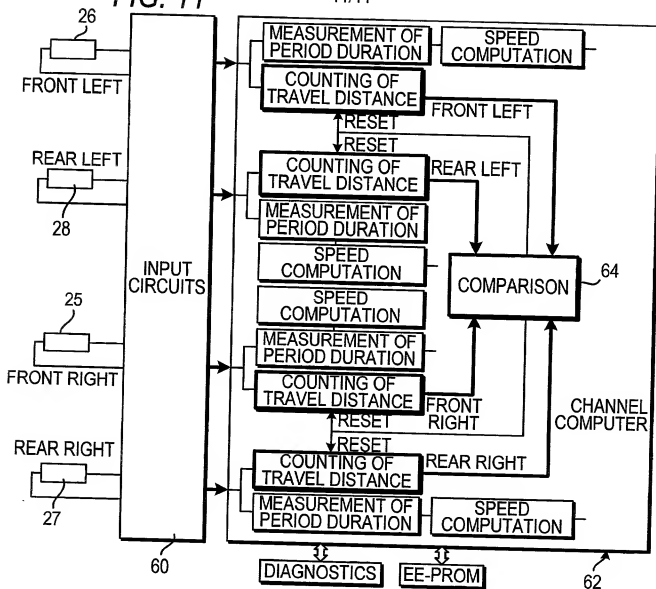 FIG. 11
26
FRONT LEFT
REAR LEFT
28
25
FRONT RIGHT
REAR RIGHT
27
INPUT
CIRCUITS
60
MEASUREMENT OF
PERIOD DURATION
SPEED
COMPUTATION
COUNTING OF
TRAVEL DISTANCE
FRONT LEFT
RESET
RESET
COUNTING OF
TRAVEL DISTANCE
REAR LEFT
MEASUREMENT OF
PERIOD DURATION
SPEED
COMPUTATION
SPEED
COMPUTATION
MEASUREMENT OF
PERIOD DURATION
COUNTING OF
TRAVEL DISTANCE
FRONT
RIGHT
RESET
RESET
COUNTING OF
TRAVEL DISTANCE
REAR RIGHT
MEASUREMENT OF
PERIOD DURATION
SPEED
COMPUTATION
COMPARISON
64
CHANNEL
COMPUTER
DIAGNOSTICS
EE-PROM
62